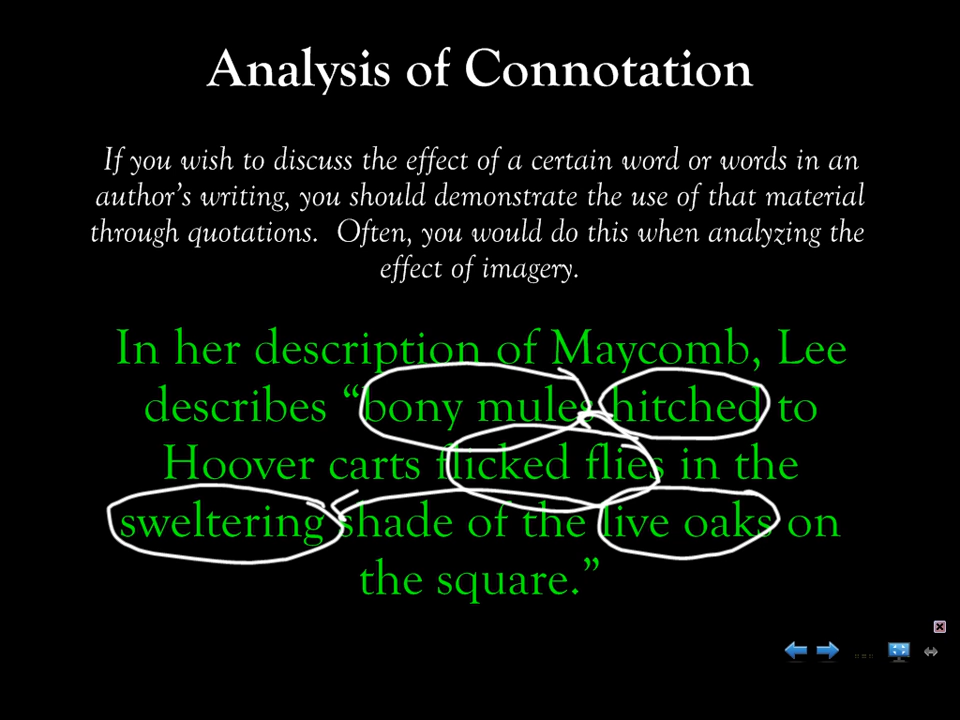 Analysis of Connotation
If you wish to discuss the effect of a certain word or words in an
author's writing, you should demonstrate the use of that material
through quotations.  Often, you would do this when analyzing the
effect of imagery.
In her description of Maycomb, Lee
describes “bony mules hitched to
Hoover carts flicked flies in the
sweltering shade of the live oaks on
the square.”